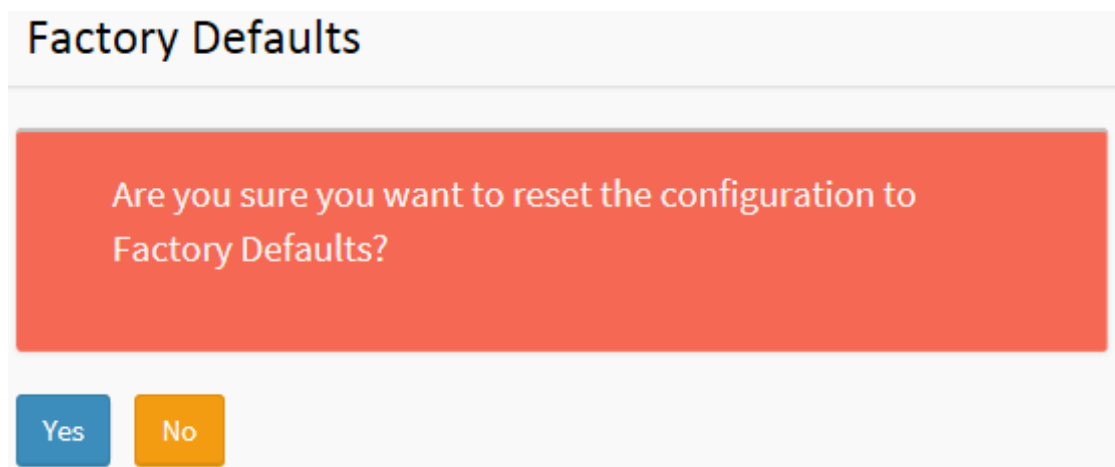 Factory Defaults
Are you sure you want to reset the configuration to
Factory Defaults?
Yes No